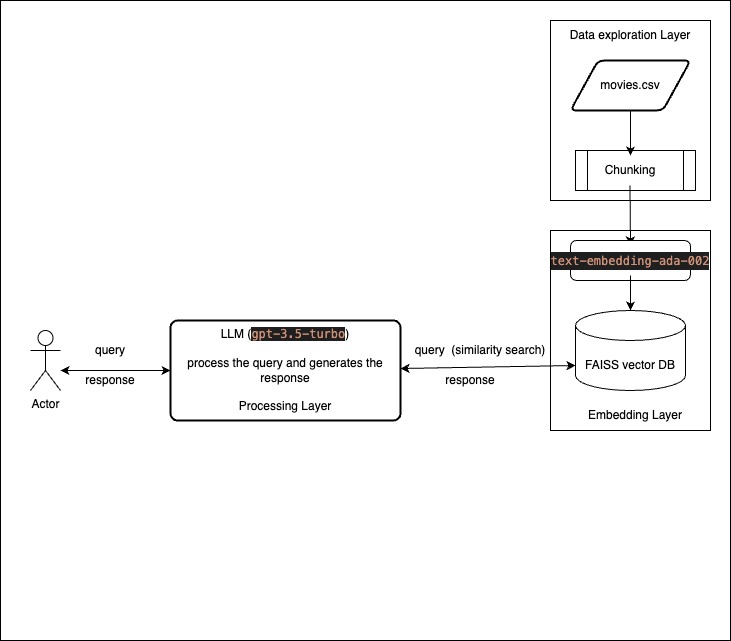 Data exploration Layer
movies.csv
Chunking
text-embedding-ada-002
FAISS vector DB
Embedding Layer
LLM (gpt-3.5-turbo)
process the query and generates the
response
Processing Layer
query (similarity search)
response
query
response
Actor